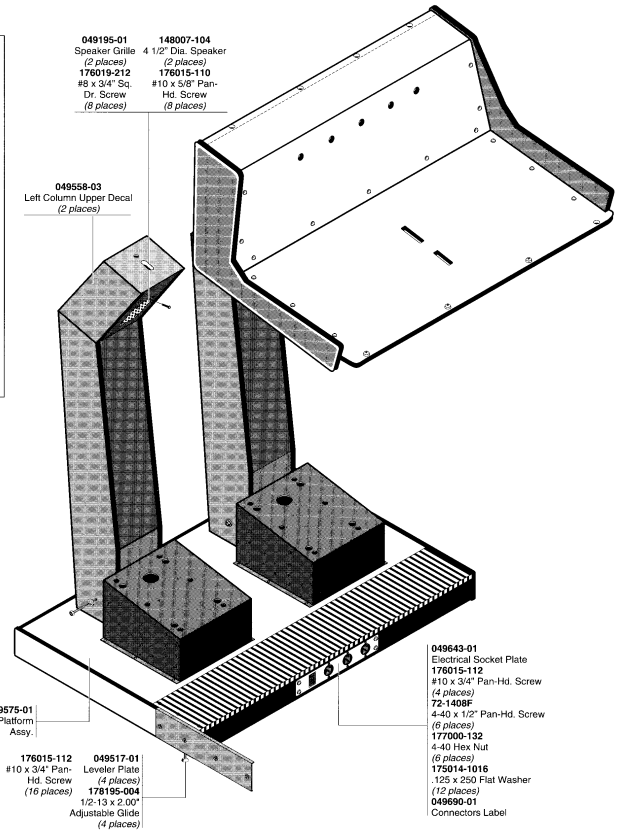 049195-01
Speaker Grille
(2 places)
176019-212
#8 x 3/4" Sq.
Dr. Screw
(8 places)
148007-104
4 1/2" Dia. Speaker
(2 places)
176015-110
#10 x 5/8" Pan-
Hd. Screw
(8 places)
049558-03
Left Column Upper Decal
(2 places)
9575-01
Platform
Assy.
176015-112
#10 x 3/4" Pan-
Hd. Screw
(16 places)
049517-01
Leveler Plate
(4 places)
178195-004
1/2-13 x 2.00"
Adjustable Glide
(4 places)
049643-01
Electrical Socket Plate
176015-112
#10 x 3/4" Pan-Hd. Screw
(4 places)
72-1408F
4-40 x 1/2" Pan-Hd. Screw
(6 places)
177000-132
4-40 Hex Nut
(6 places)
175014-1016
.125 x 250 Flat Washer
(12 places)
049690-01
Connectors Label